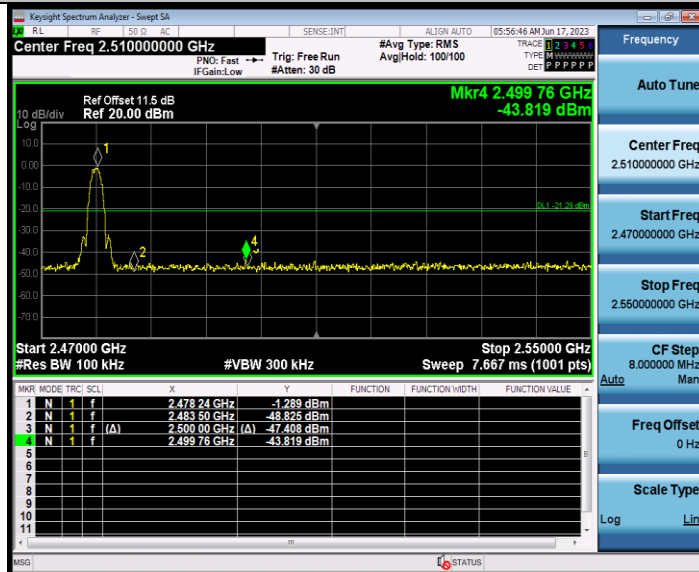 Keysight Spectrum Analyzer - Swept SA
RL RF 50 Ω AC SENSE:INT ALIGN AUTO 05:56:46 AM Jun 17, 2023
Center Freq 2.510000000 GHz
PNO: Fast
IFGain:Low
Trig: Free Run
#Atten: 30 dB
#Avg Type: RMS
Avg|Hold: 100/100
TRACE 1 2 3 4 5 6
TYPE M WWWWW
DET P P P P P P
Frequency
Auto Tune
Center Freq
2.510000000 GHz
Start Freq
2.470000000 GHz
Stop Freq
2.550000000 GHz
CF Step
8.000000 MHz
Auto Man
Freq Offset
0 Hz
Scale Type
Log Lin
Mkr4 2.499 76 GHz
-43.819 dBm
Ref Offset 11.5 dB
10 dB/div Ref 20.00 dBm
Log
10.0
0.00
-10.0
-20.0
-30.0
-40.0
-50.0
-60.0
-70.0
1
2
4
DL1 -21.29 dBm
Start 2.47000 GHz Stop 2.55000 GHz
#Res BW 100 kHz #VBW 300 kHz Sweep 7.667 ms (1001 pts)
MKR MODE TRC SCL X Y FUNCTION FUNCTION WIDTH FUNCTION VALUE
1 N 1 f 2.478 24 GHz -1.289 dBm
2 N 1 f 2.483 50 GHz -48.825 dBm
3 N 1 f (Δ) 2.500 00 GHz (Δ) -47.408 dBm
4 N 1 f 2.499 76 GHz -43.819 dBm
5
6
7
8
9
10
11
MSG STATUS